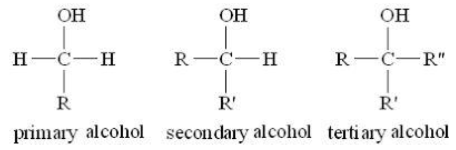 OH OH OH
H—C—H R—C—H R—C—R"
R R' R'
primary alcohol secondary alcohol tertiary alcohol